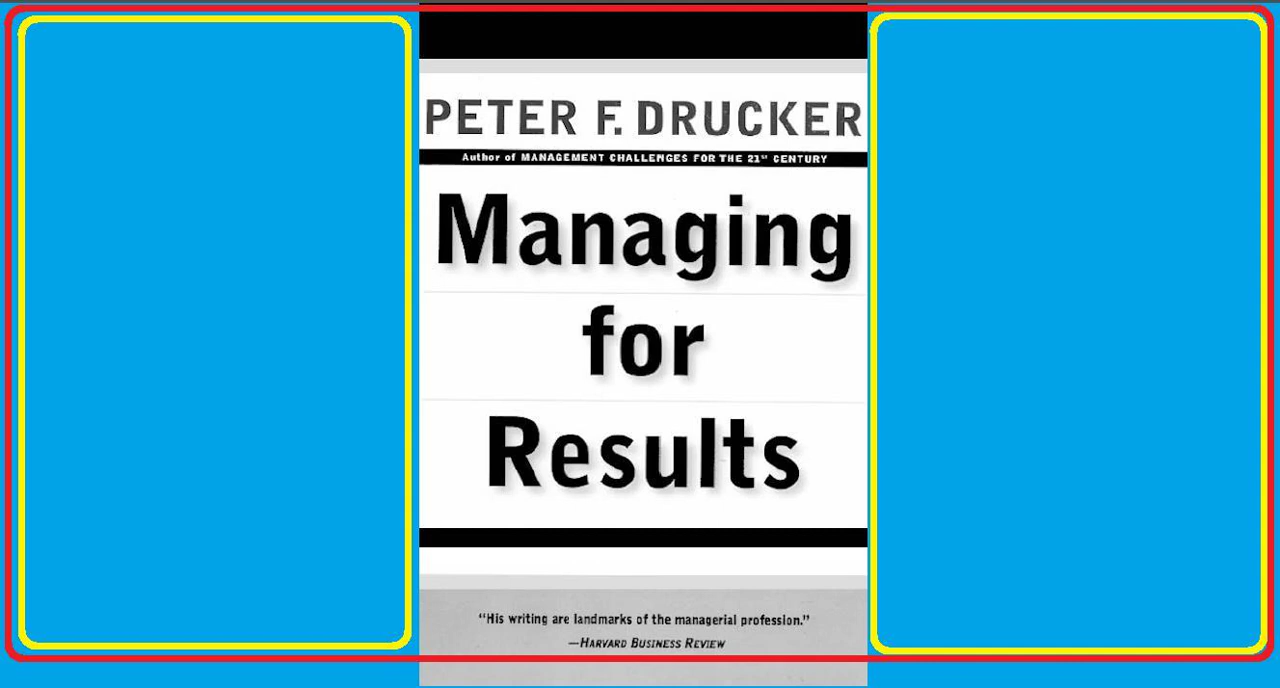 PETER F. DRUCKER
Author of MANAGEMENT CHALLENGES FOR THE 21ST CENTURY
Managing
for
Results
“His writing are landmarks of the managerial profession.”
—HARVARD BUSINESS REVIEW